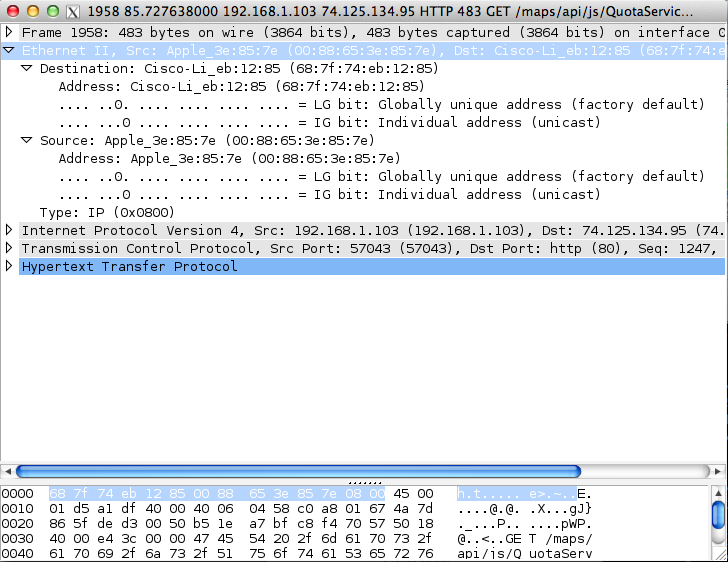 1958 85.727638000 192.168.1.103 74.125.134.95 HTTP 483 GET /maps/api/js/QuotaServic...
Frame 1958: 483 bytes on wire (3864 bits), 483 bytes captured (3864 bits) on interface 0
Ethernet II, Src: Apple_3e:85:7e (00:88:65:3e:85:7e), Dst: Cisco-Li_eb:12:85 (68:7f:74:e
Destination: Cisco-Li_eb:12:85 (68:7f:74:eb:12:85)
Address: Cisco-Li_eb:12:85 (68:7f:74:eb:12:85)
.... ..0. .... .... .... .... = LG bit: Globally unique address (factory default)
.... ...0 .... .... .... .... = IG bit: Individual address (unicast)
Source: Apple_3e:85:7e (00:88:65:3e:85:7e)
Address: Apple_3e:85:7e (00:88:65:3e:85:7e)
.... ..0. .... .... .... .... = LG bit: Globally unique address (factory default)
.... ...0 .... .... .... .... = IG bit: Individual address (unicast)
Type: IP (0x0800)
Internet Protocol Version 4, Src: 192.168.1.103 (192.168.1.103), Dst: 74.125.134.95 (74.
Transmission Control Protocol, Src Port: 57043 (57043), Dst Port: http (80), Seq: 1247,
Hypertext Transfer Protocol
0000 68 7f 74 eb 12 85 00 88 65 3e 85 7e 08 00 45 00 h.t..... e>.~..E.
0010 01 d5 a1 df 40 00 40 06 04 58 c0 a8 01 67 4a 7d ....@.@. .X...gJ}
0020 86 5f de d3 00 50 b5 1e a7 bf c8 f4 70 57 50 18 ._...P.. ....pWP.
0030 40 00 e4 3c 00 00 47 45 54 20 2f 6d 61 70 73 2f @..<..GE T /maps/
0040 61 70 69 2f 6a 73 2f 51 75 6f 74 61 53 65 72 76 api/js/Q uotaServ